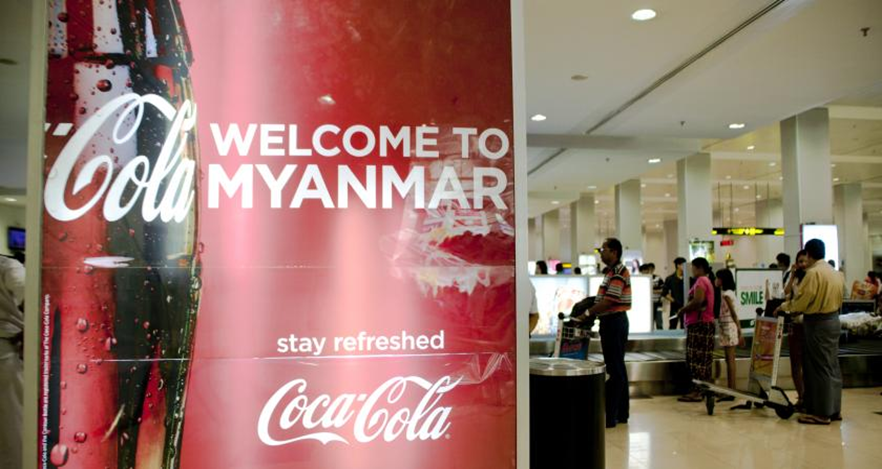 Cola
WELCOME TO
MYANMAR
stay refreshed
Coca-Cola
SMILE